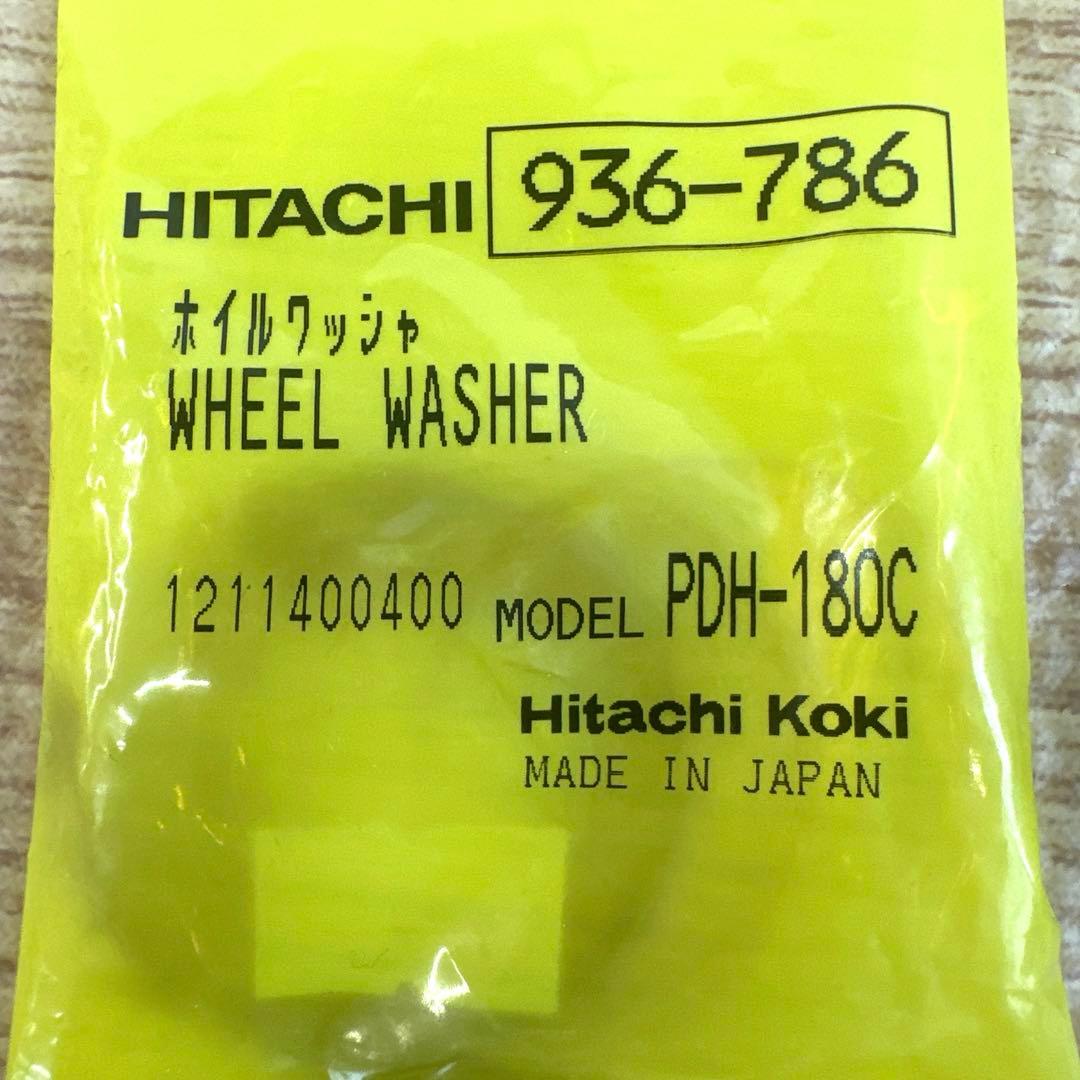 HITACHI 936-786
ホイルワッシャ
WHEEL WASHER
1211400400 MODEL PDH-180C
Hitachi Koki
MADE IN JAPAN